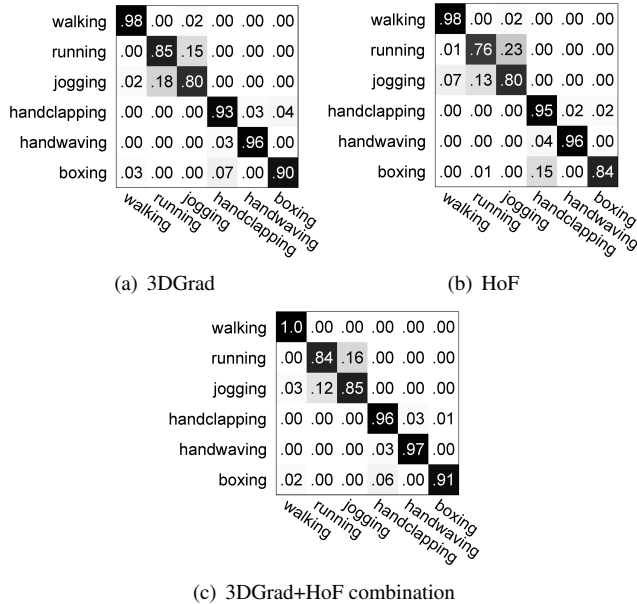 walking .98 .00 .02 .00 .00 .00
running .00 .85 .15 .00 .00 .00
jogging .02 .18 .80 .00 .00 .00
handclapping .00 .00 .00 .93 .03 .04
handwaving .00 .00 .00 .03 .96 .00
boxing .03 .00 .00 .07 .00 .90
walking running jogging handclapping handwaving boxing
(a) 3DGrad
walking .98 .00 .02 .00 .00 .00
running .01 .76 .23 .00 .00 .00
jogging .07 .13 .80 .00 .00 .00
handclapping .00 .00 .00 .95 .02 .02
handwaving .00 .00 .00 .04 .96 .00
boxing .00 .01 .00 .15 .00 .84
walking running jogging handclapping handwaving boxing
(b) HoF
walking 1.0 .00 .00 .00 .00 .00
running .00 .84 .16 .00 .00 .00
jogging .03 .12 .85 .00 .00 .00
handclapping .00 .00 .00 .96 .03 .01
handwaving .00 .00 .00 .03 .97 .00
boxing .02 .00 .00 .06 .00 .91
walking running jogging handclapping handwaving boxing
(c) 3DGrad+HoF combination